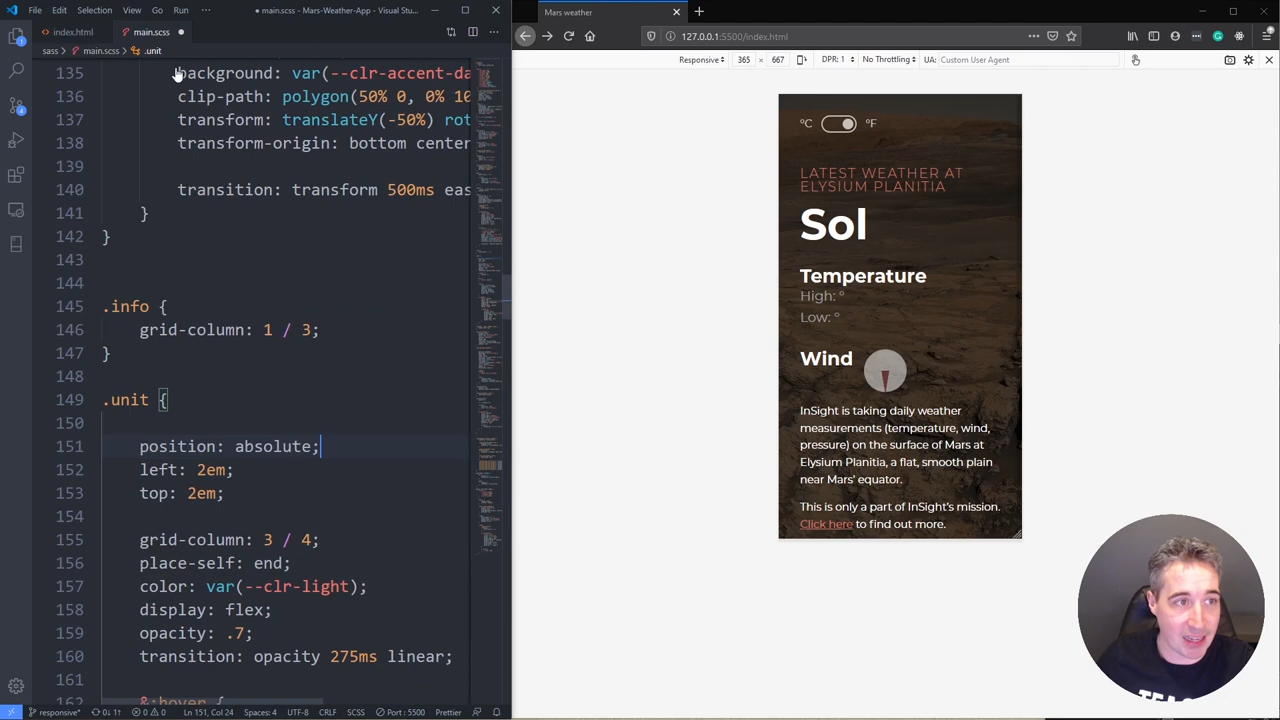 File Edit Selection View Go Run ··· ● main.scss - Mars-Weather-App - Visual Stu...
index.html main.scss ●
sass > main.scss > .unit
135 background: var(--clr-accent-da
136 clip-path: polygon(50% 0, 0% 10
137 transform: translateY(-50%) rot
138 transform-origin: bottom center
139
140 transition: transform 500ms eas
141 }
142 }
143
144
145 .info {
146 grid-column: 1 / 3;
147 }
148
149 .unit {
150
151 position: absolute;
152 left: 2em;
153 top: 2em;
154
155 grid-column: 3 / 4;
156 place-self: end;
157 color: var(--clr-light);
158 display: flex;
159 opacity: .7;
160 transition: opacity 275ms linear;
161
162 &:hover {
responsive* 0↓ 1↑ 0 0 Ln 151, Col 24 Spaces: 4 UTF-8 CRLF SCSS Port : 5500 Prettier
Mars weather
127.0.0.1:5500/index.html
Responsive 365 × 667 DPR: 1 No Throttling UA: Custom User Agent
°C °F
LATEST WEATHER AT
ELYSIUM PLANITIA
Sol
Temperature
High: °
Low: °
Wind
InSight is taking daily weather
measurements (temperature, wind,
pressure) on the surface of Mars at
Elysium Planitia, a flat, smooth plain
near Mars' equator.
This is only a part of InSight's mission.
Click here to find out more.